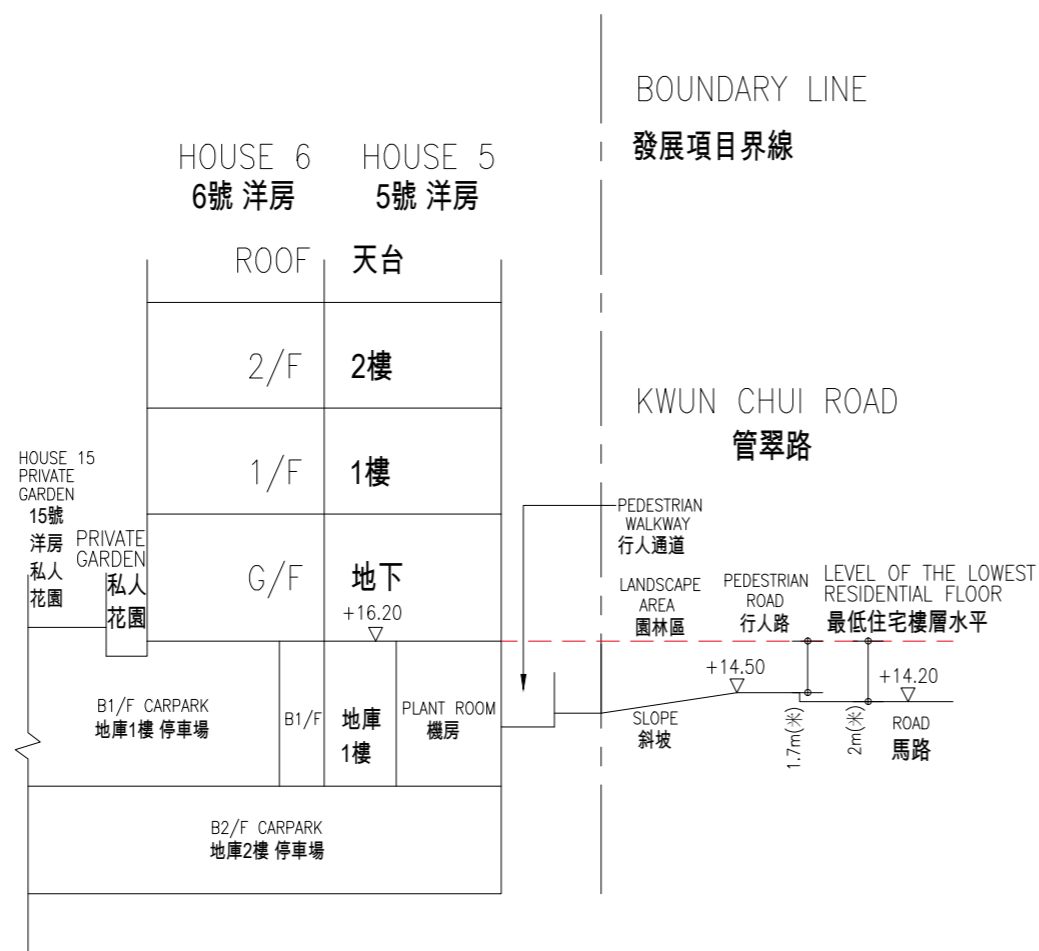 BOUNDARY LINE
發展項目界線
HOUSE 6
6號 洋房
HOUSE 5
5號 洋房
ROOF 天台
2/F 2樓
KWUN CHUI ROAD
管翠路
1/F 1樓
HOUSE 15
PRIVATE
GARDEN
15號
洋房
私人
花園
PRIVATE
GARDEN
私人
花園
G/F 地下
+16.20
PEDESTRIAN
WALKWAY
行人通道
LANDSCAPE
AREA
園林區
PEDESTRIAN
ROAD
行人路
LEVEL OF THE LOWEST
RESIDENTIAL FLOOR
最低住宅樓層水平
+14.50
+14.20
B1/F CARPARK
地庫1樓 停車場
B1/F
地庫
1樓
PLANT ROOM
機房
SLOPE
斜坡
1.7m(米)
2m(米)
ROAD
馬路
B2/F CARPARK
地庫2樓 停車場